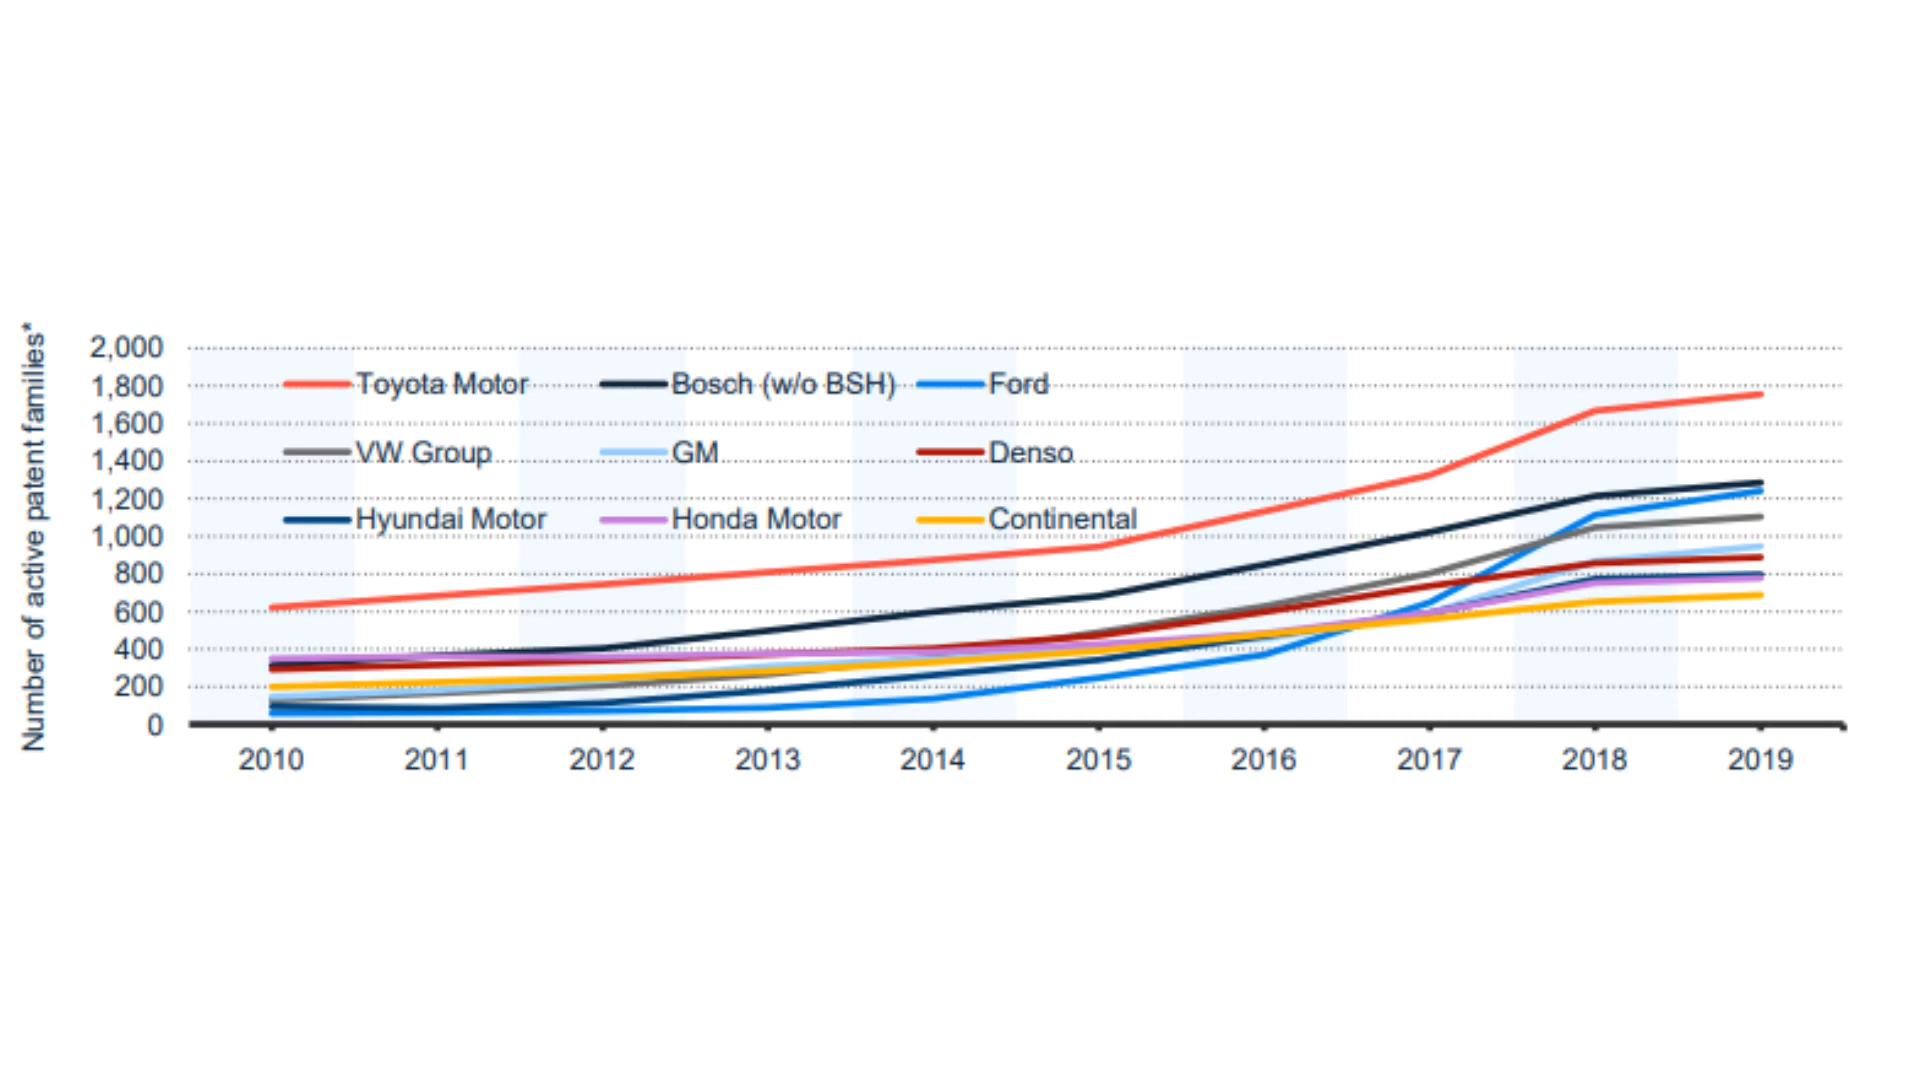 Number of active patent families*
2,000
1,800
1,600
1,400
1,200
1,000
800
600
400
200
0
Toyota Motor Bosch (w/o BSH) Ford
VW Group GM Denso
Hyundai Motor Honda Motor Continental
2010 2011 2012 2013 2014 2015 2016 2017 2018 2019